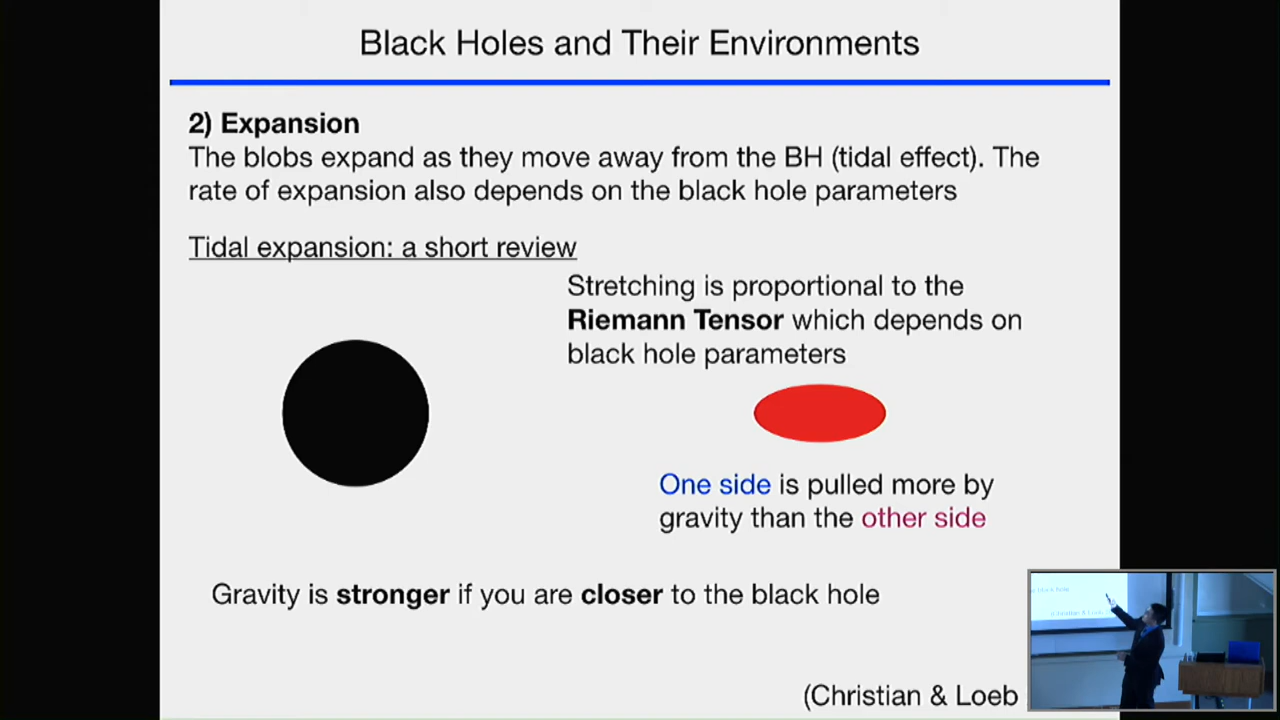 Black Holes and Their Environments
2) Expansion
The blobs expand as they move away from the BH (tidal effect). The
rate of expansion also depends on the black hole parameters
Tidal expansion: a short review
Stretching is proportional to the
Riemann Tensor which depends on
black hole parameters
One side is pulled more by
gravity than the other side
Gravity is stronger if you are closer to the black hole
(Christian & Loeb